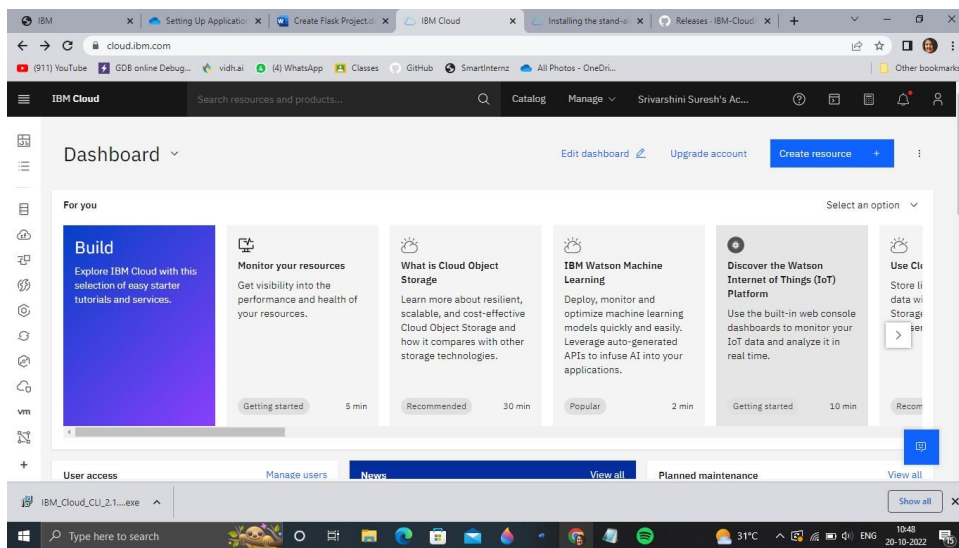 IBM
Setting Up Application
Create Flask Project.d
IBM Cloud
Installing the stand-al
Releases · IBM-Cloud
cloud.ibm.com
(911) YouTube
GDB online Debug...
vidh.ai
(4) WhatsApp
Classes
GitHub
SmartInternz
All Photos - OneDri...
Other bookmarks
IBM Cloud
Search resources and products...
Catalog
Manage
Srivarshini Suresh's Ac...
Dashboard
Edit dashboard
Upgrade account
Create resource +
For you
Select an option
Build
Explore IBM Cloud with this
selection of easy starter
tutorials and services.
Monitor your resources
Get visibility into the
performance and health of
your resources.
Getting started
5 min
What is Cloud Object
Storage
Learn more about resilient,
scalable, and cost-effective
Cloud Object Storage and
how it compares with other
storage technologies.
Recommended
30 min
IBM Watson Machine
Learning
Deploy, monitor and
optimize machine learning
models quickly and easily.
Leverage auto-generated
APIs to infuse AI into your
applications.
Popular
2 min
Discover the Watson
Internet of Things (IoT)
Platform
Use the built-in web console
dashboards to monitor your
IoT data and analyze it in
real time.
Getting started
10 min
Use Clo
Store li
data wi
Storage
ser
Recom
vm
User access
Manage users
News
View all
Planned maintenance
View all
IBM_Cloud_CLI_2.1....exe
Show all
Type here to search
31°C
ENG
10:48
20-10-2022
15